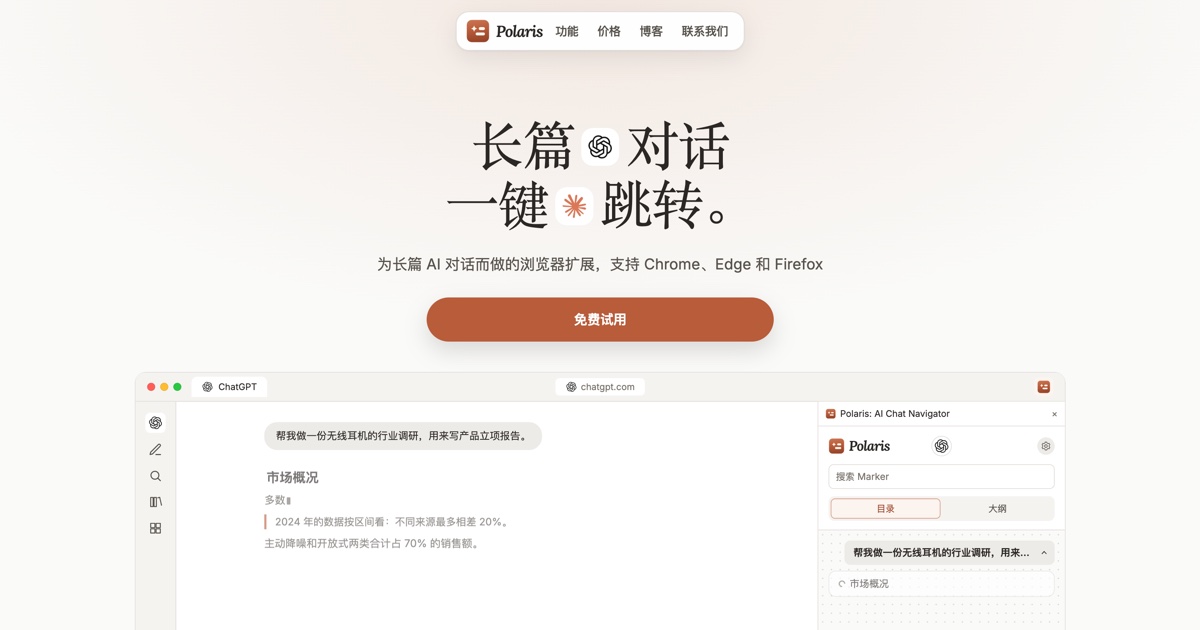 Polaris 功能 价格 博客 联系我们
长篇 对话
一键 跳转。
为长篇 AI 对话而做的浏览器扩展，支持 Chrome、Edge 和 Firefox
免费试用
ChatGPT
chatgpt.com
帮我做一份无线耳机的行业调研，用来写产品立项报告。
市场概况
多数
2024 年的数据按区间看：不同来源最多相差 20%。
主动降噪和开放式两类合计占 70% 的销售额。
Polaris: AI Chat Navigator ×
Polaris
搜索 Marker
目录 大纲
帮我做一份无线耳机的行业调研，用来...
市场概况